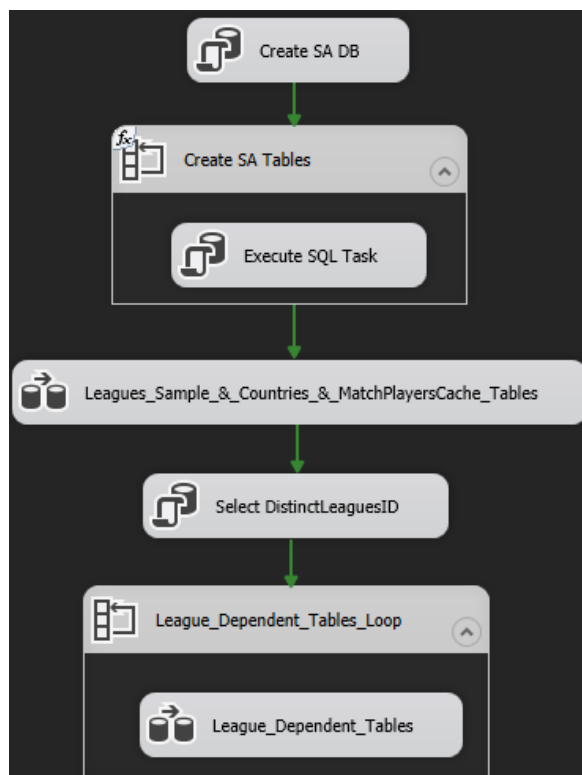 Create SA DB
fx
Create SA Tables
Execute SQL Task
Leagues_Sample_&_Countries_&_MatchPlayersCache_Tables
Select DistinctLeaguesID
League_Dependent_Tables_Loop
League_Dependent_Tables